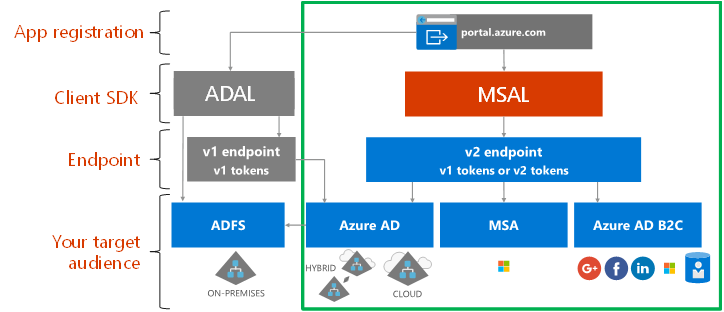 App registration
portal.azure.com
Client SDK
ADAL
MSAL
Endpoint
v1 endpoint
v1 tokens
v2 endpoint
v1 tokens or v2 tokens
Your target
audience
ADFS
Azure AD
MSA
Azure AD B2C
ON-PREMISES
HYBRID
CLOUD
G+
f
in